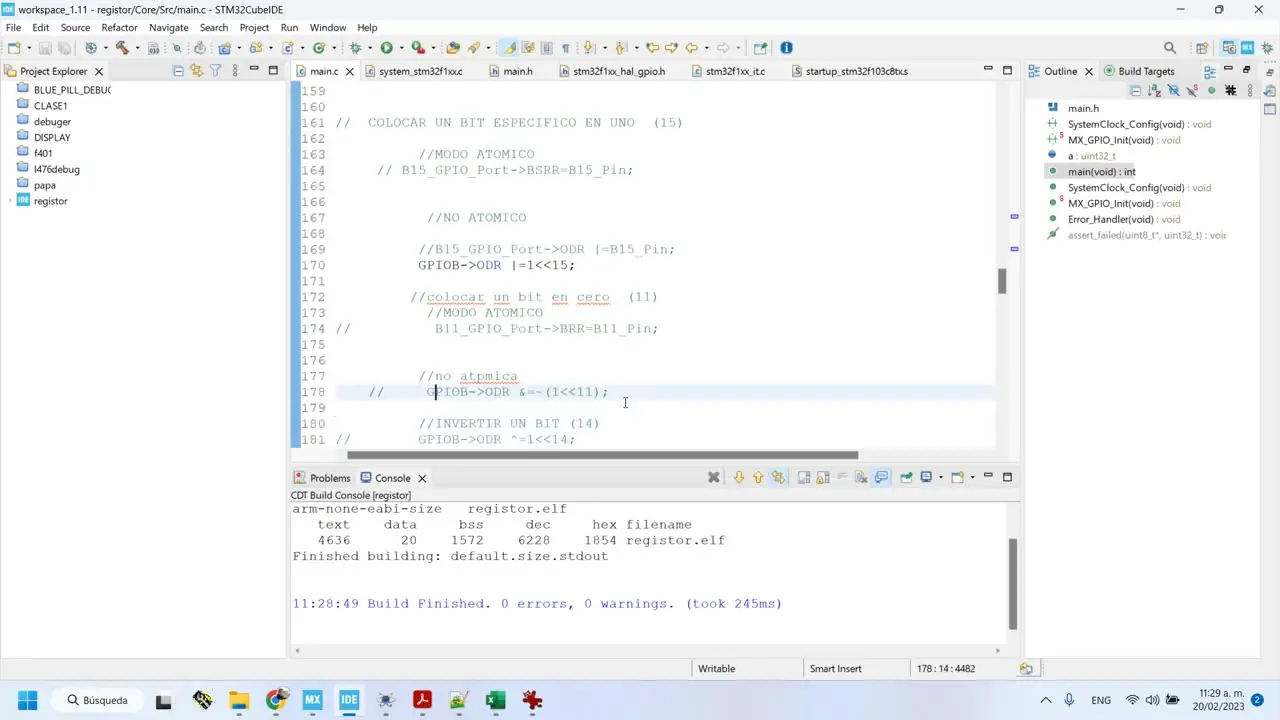 workspace_1.11 - registor/Core/Src/main.c - STM32CubeIDE
File Edit Source Refactor Navigate Search Project Run Window Help
Project Explorer
main.c system_stm32f1xx.c main.h stm32f1xx_hal_gpio.h stm32f1xx_it.c startup_stm32f103c8tx.s
Outline Build Targets
BLUE_PILL_DEBUG
CLASE1
debuger
DISPLAY
f401
l476debug
papa
registor
159
160
161 // COLOCAR UN BIT ESPECIFICO EN UNO (15)
162
163 //MODO ATOMICO
164 // B15_GPIO_Port->BSRR=B15_Pin;
165
166
167 //NO ATOMICO
168
169 //B15_GPIO_Port->ODR |=B15_Pin;
170 GPIOB->ODR |=1<<15;
171
172 //colocar un bit en cero (11)
173 //MODO ATOMICO
174 // B11_GPIO_Port->BRR=B11_Pin;
175
176
177 //no atpmica
178 // GPIOB->ODR &=~(1<<11);
179
180 //INVERTIR UN BIT (14)
181 // GPIOB->ODR ^=1<<14;
main.h
SystemClock_Config(void) : void
MX_GPIO_Init(void) : void
a : uint32_t
main(void) : int
SystemClock_Config(void) : void
MX_GPIO_Init(void) : void
Error_Handler(void) : void
assert_failed(uint8_t*, uint32_t) : voic
Problems Console
CDT Build Console [registor]
arm-none-eabi-size registor.elf
text data bss dec hex filename
4636 20 1572 6228 1854 registor.elf
Finished building: default.size.stdout
11:28:49 Build Finished. 0 errors, 0 warnings. (took 245ms)
Writable Smart Insert 178 : 14 : 4482
Búsqueda
MX IDE
ENG
11:29 a. m.
20/02/2023
2